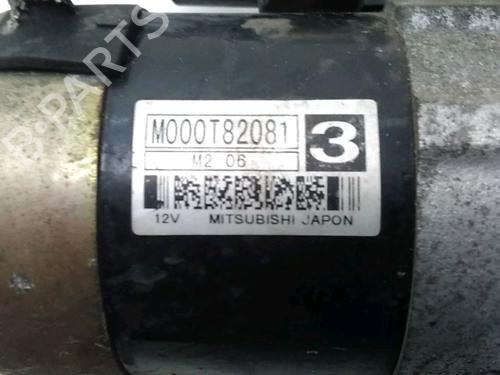 M000T82081 3
M2 06
12V MITSUBISHI JAPON
B-PARTS